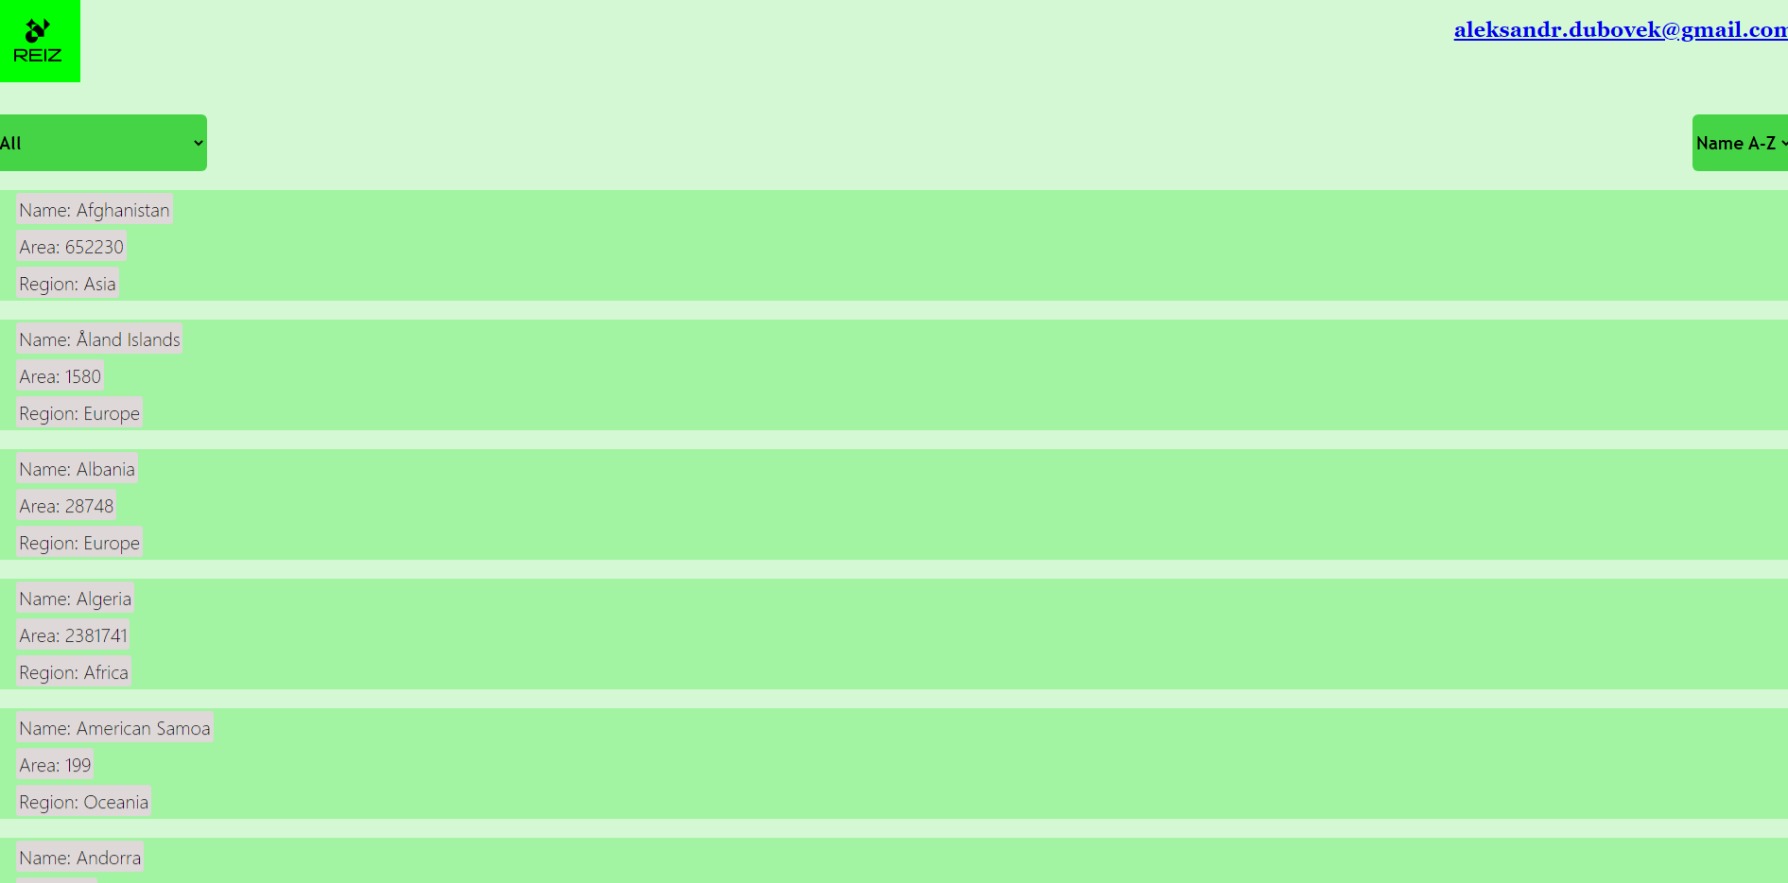 REIZ
aleksandr.dubovek@gmail.com
All
Name A-Z
Name: Afghanistan
Area: 652230
Region: Asia
Name: Åland Islands
Area: 1580
Region: Europe
Name: Albania
Area: 28748
Region: Europe
Name: Algeria
Area: 2381741
Region: Africa
Name: American Samoa
Area: 199
Region: Oceania
Name: Andorra